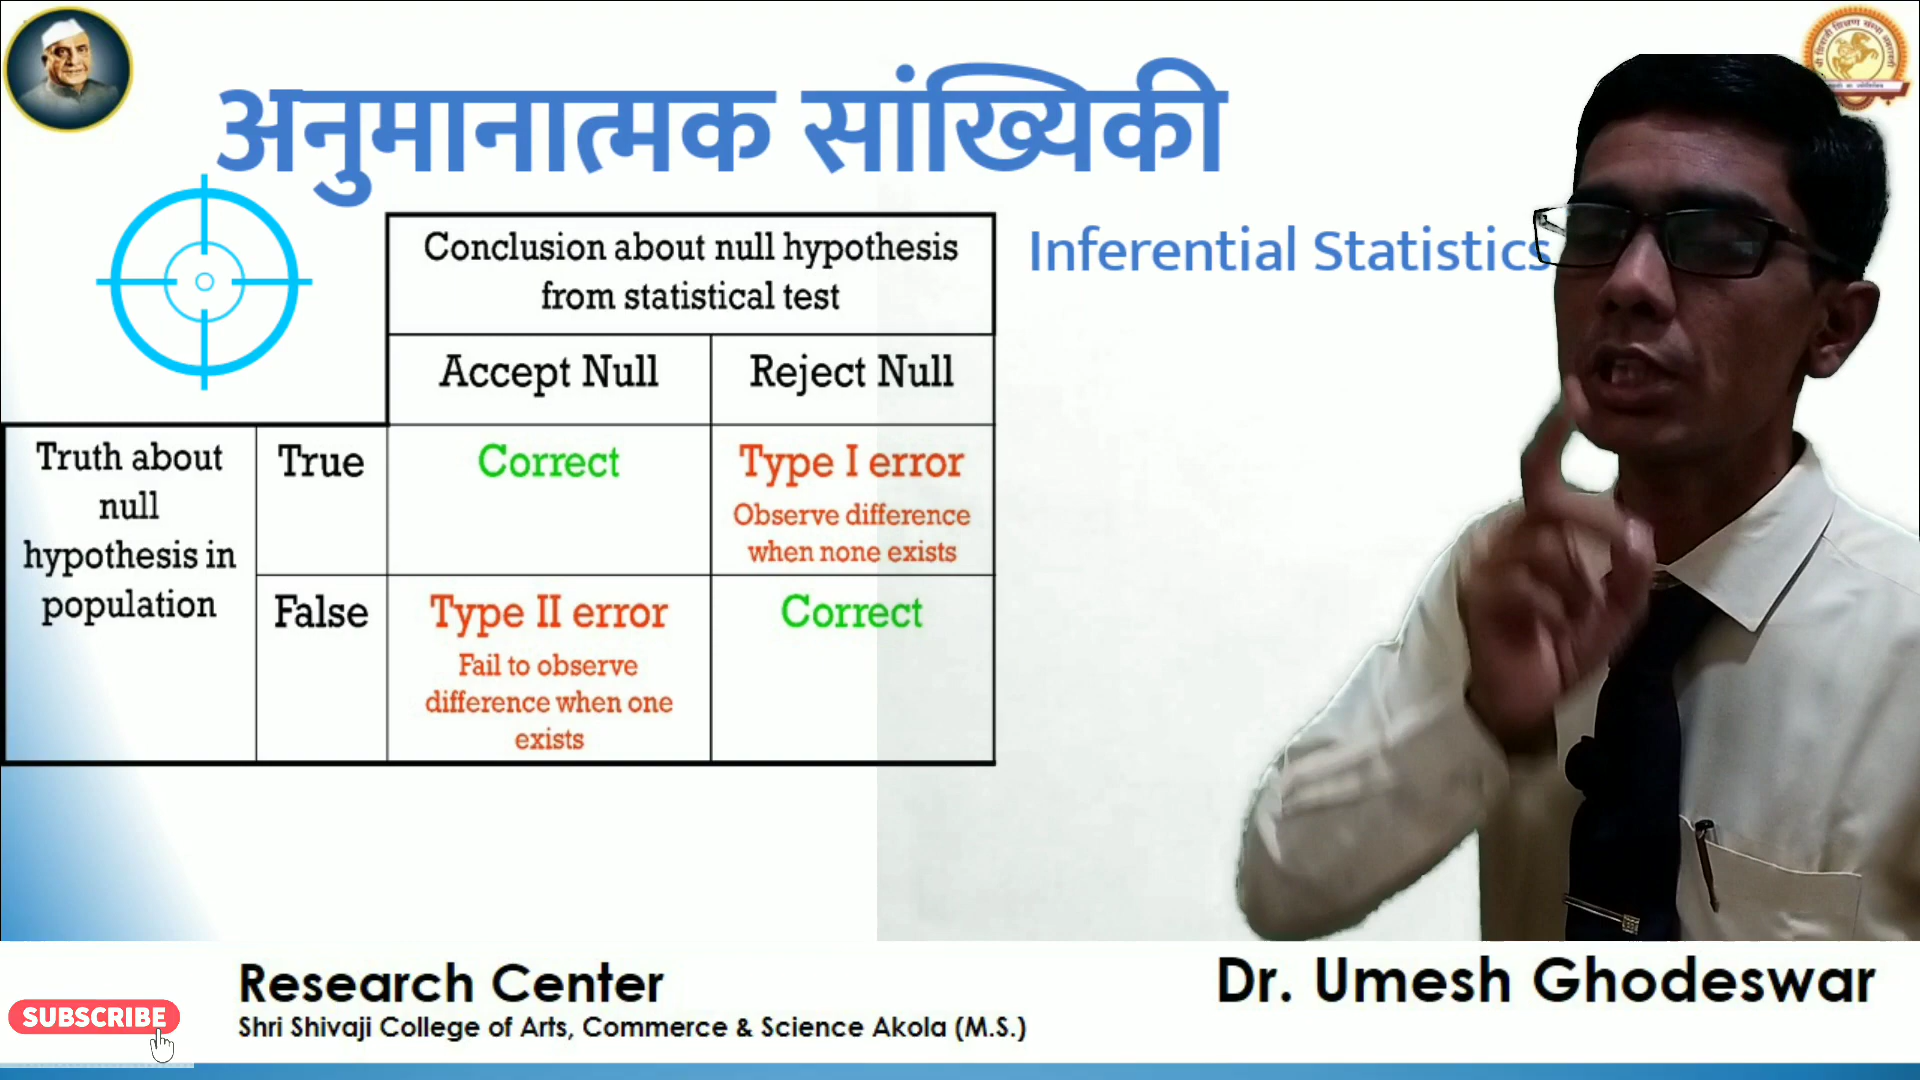 अनुमानात्मक सांख्यिकी
Inferential Statistics
Conclusion about null hypothesis
from statistical test
Accept Null
Reject Null
Truth about
null
hypothesis in
population
True
Correct
Type I error
Observe difference
when none exists
False
Type II error
Fail to observe
difference when one
exists
Correct
Research Center
Shri Shivaji College of Arts, Commerce & Science Akola (M.S.)
Dr. Umesh Ghodeswar
SUBSCRIBE